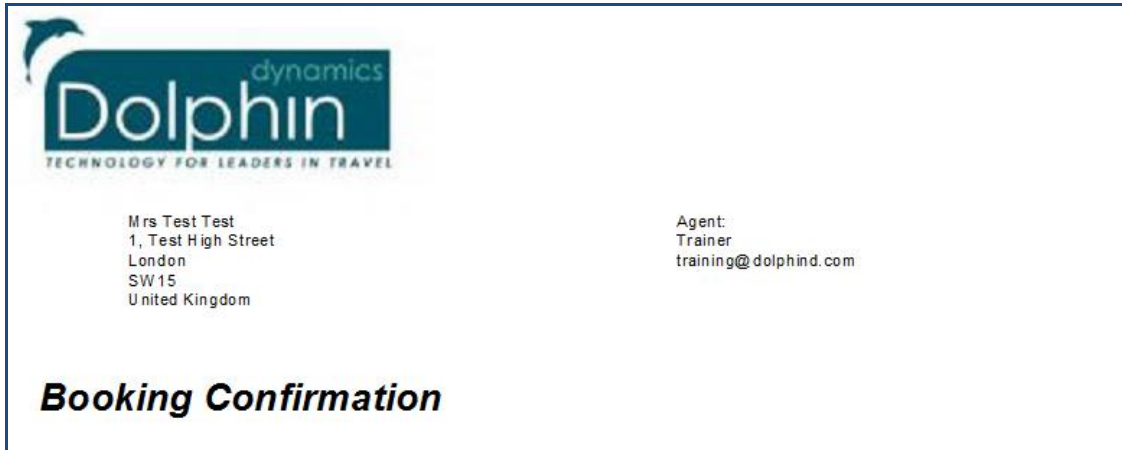 dynamics
Dolphin
TECHNOLOGY FOR LEADERS IN TRAVEL
Mrs Test Test
1, Test High Street
London
SW15
United Kingdom
Agent:
Trainer
training@dolphind.com
Booking Confirmation